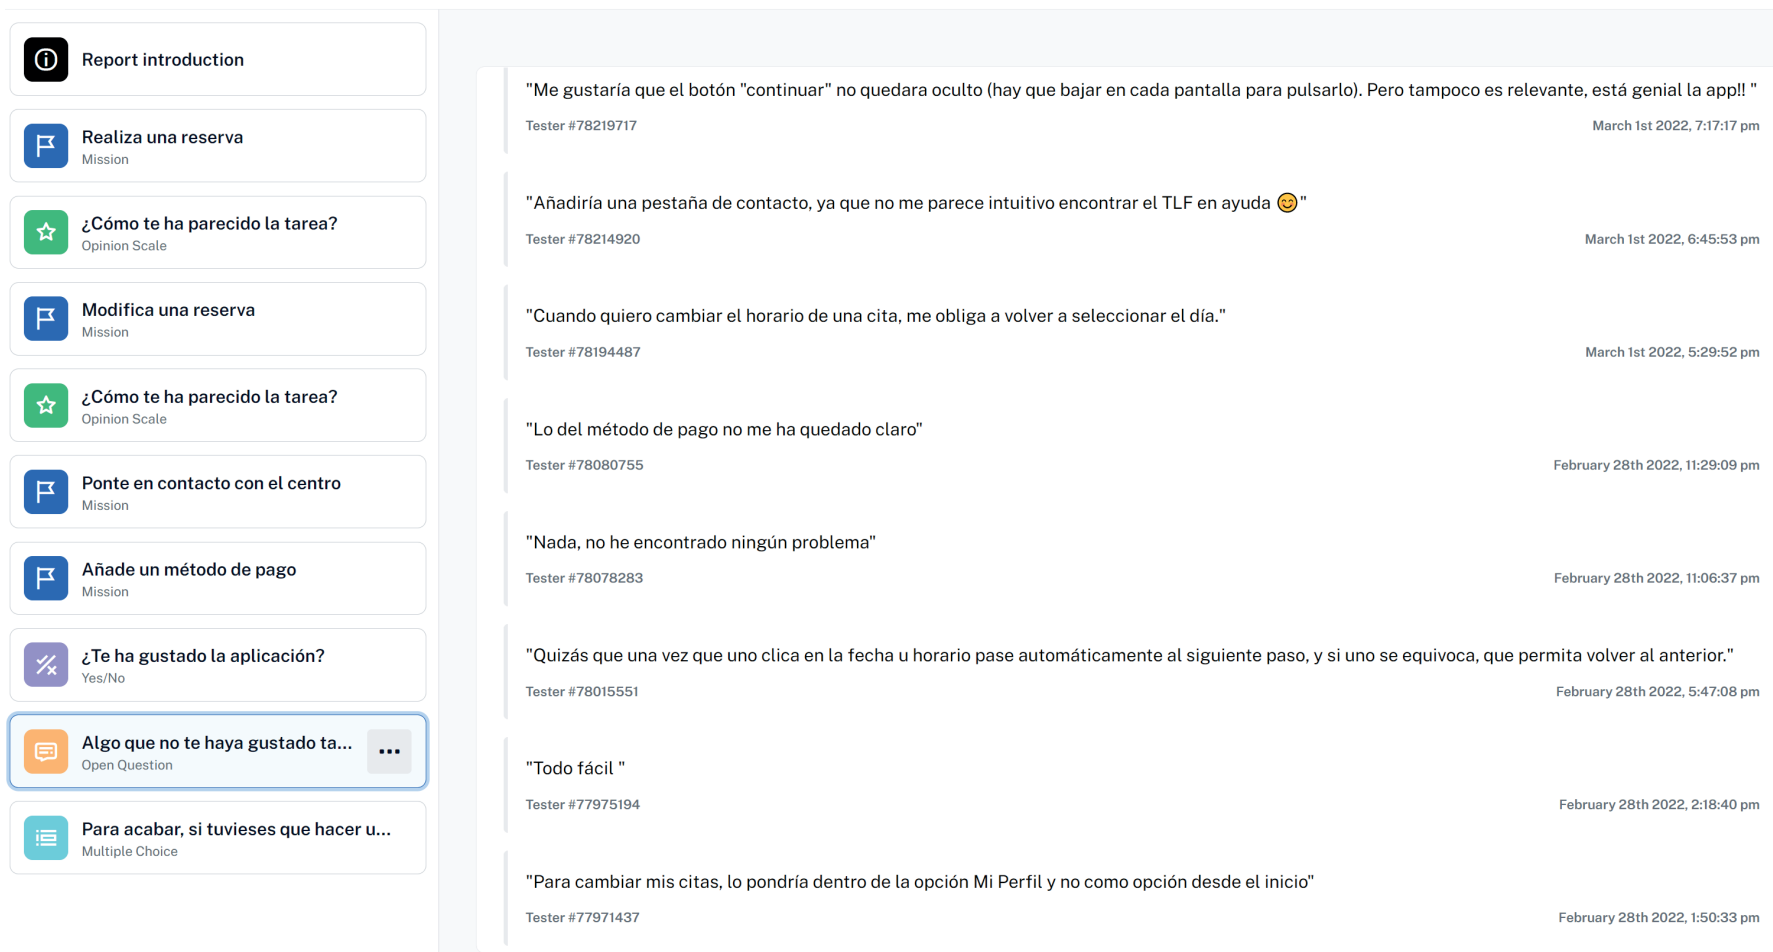 Report introduction
Realiza una reserva
Mission
¿Cómo te ha parecido la tarea?
Opinion Scale
Modifica una reserva
Mission
¿Cómo te ha parecido la tarea?
Opinion Scale
Ponte en contacto con el centro
Mission
Añade un método de pago
Mission
¿Te ha gustado la aplicación?
Yes/No
Algo que no te haya gustado ta...
Open Question
Para acabar, si tuvieses que hacer u...
Multiple Choice
"Me gustaría que el botón "continuar" no quedara oculto (hay que bajar en cada pantalla para pulsarlo). Pero tampoco es relevante, está genial la app!! "
Tester #78219717 March 1st 2022, 7:17:17 pm
"Añadiría una pestaña de contacto, ya que no me parece intuitivo encontrar el TLF en ayuda 😊"
Tester #78214920 March 1st 2022, 6:45:53 pm
"Cuando quiero cambiar el horario de una cita, me obliga a volver a seleccionar el día."
Tester #78194487 March 1st 2022, 5:29:52 pm
"Lo del método de pago no me ha quedado claro"
Tester #78080755 February 28th 2022, 11:29:09 pm
"Nada, no he encontrado ningún problema"
Tester #78078283 February 28th 2022, 11:06:37 pm
"Quizás que una vez que uno clica en la fecha u horario pase automáticamente al siguiente paso, y si uno se equivoca, que permita volver al anterior."
Tester #78015551 February 28th 2022, 5:47:08 pm
"Todo fácil "
Tester #77975194 February 28th 2022, 2:18:40 pm
"Para cambiar mis citas, lo pondría dentro de la opción Mi Perfil y no como opción desde el inicio"
Tester #77971437 February 28th 2022, 1:50:33 pm